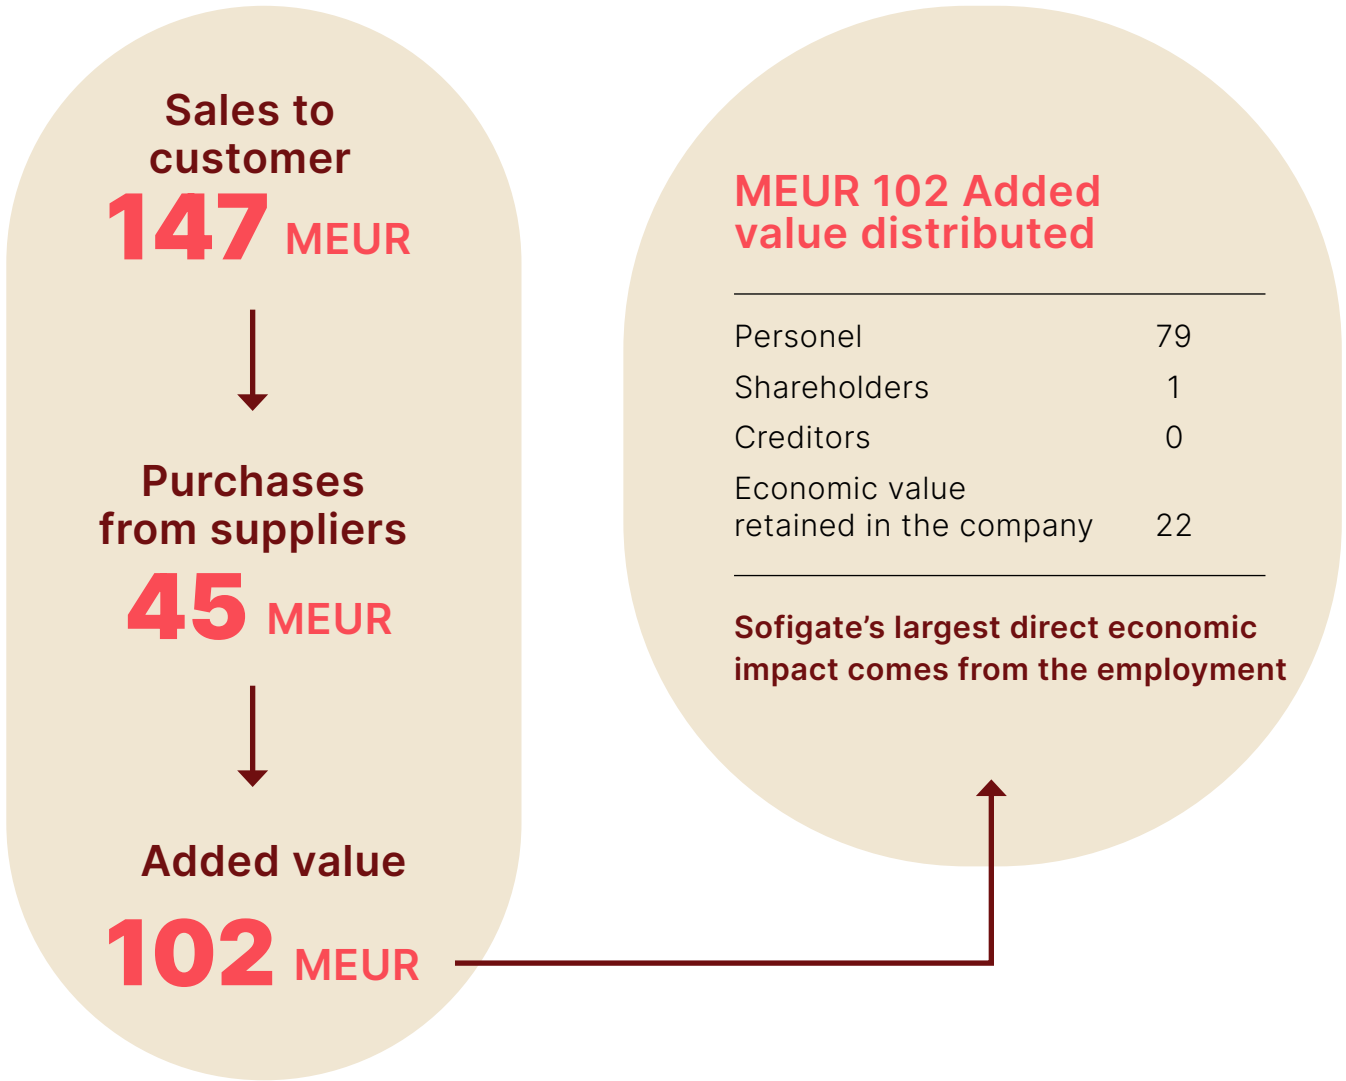 Sales to
customer
147 MEUR
Purchases
from suppliers
45 MEUR
Added value
102 MEUR
MEUR 102 Added
value distributed
Personel 79
Shareholders 1
Creditors 0
Economic value
retained in the company 22
Sofigate’s largest direct economic
impact comes from the employment